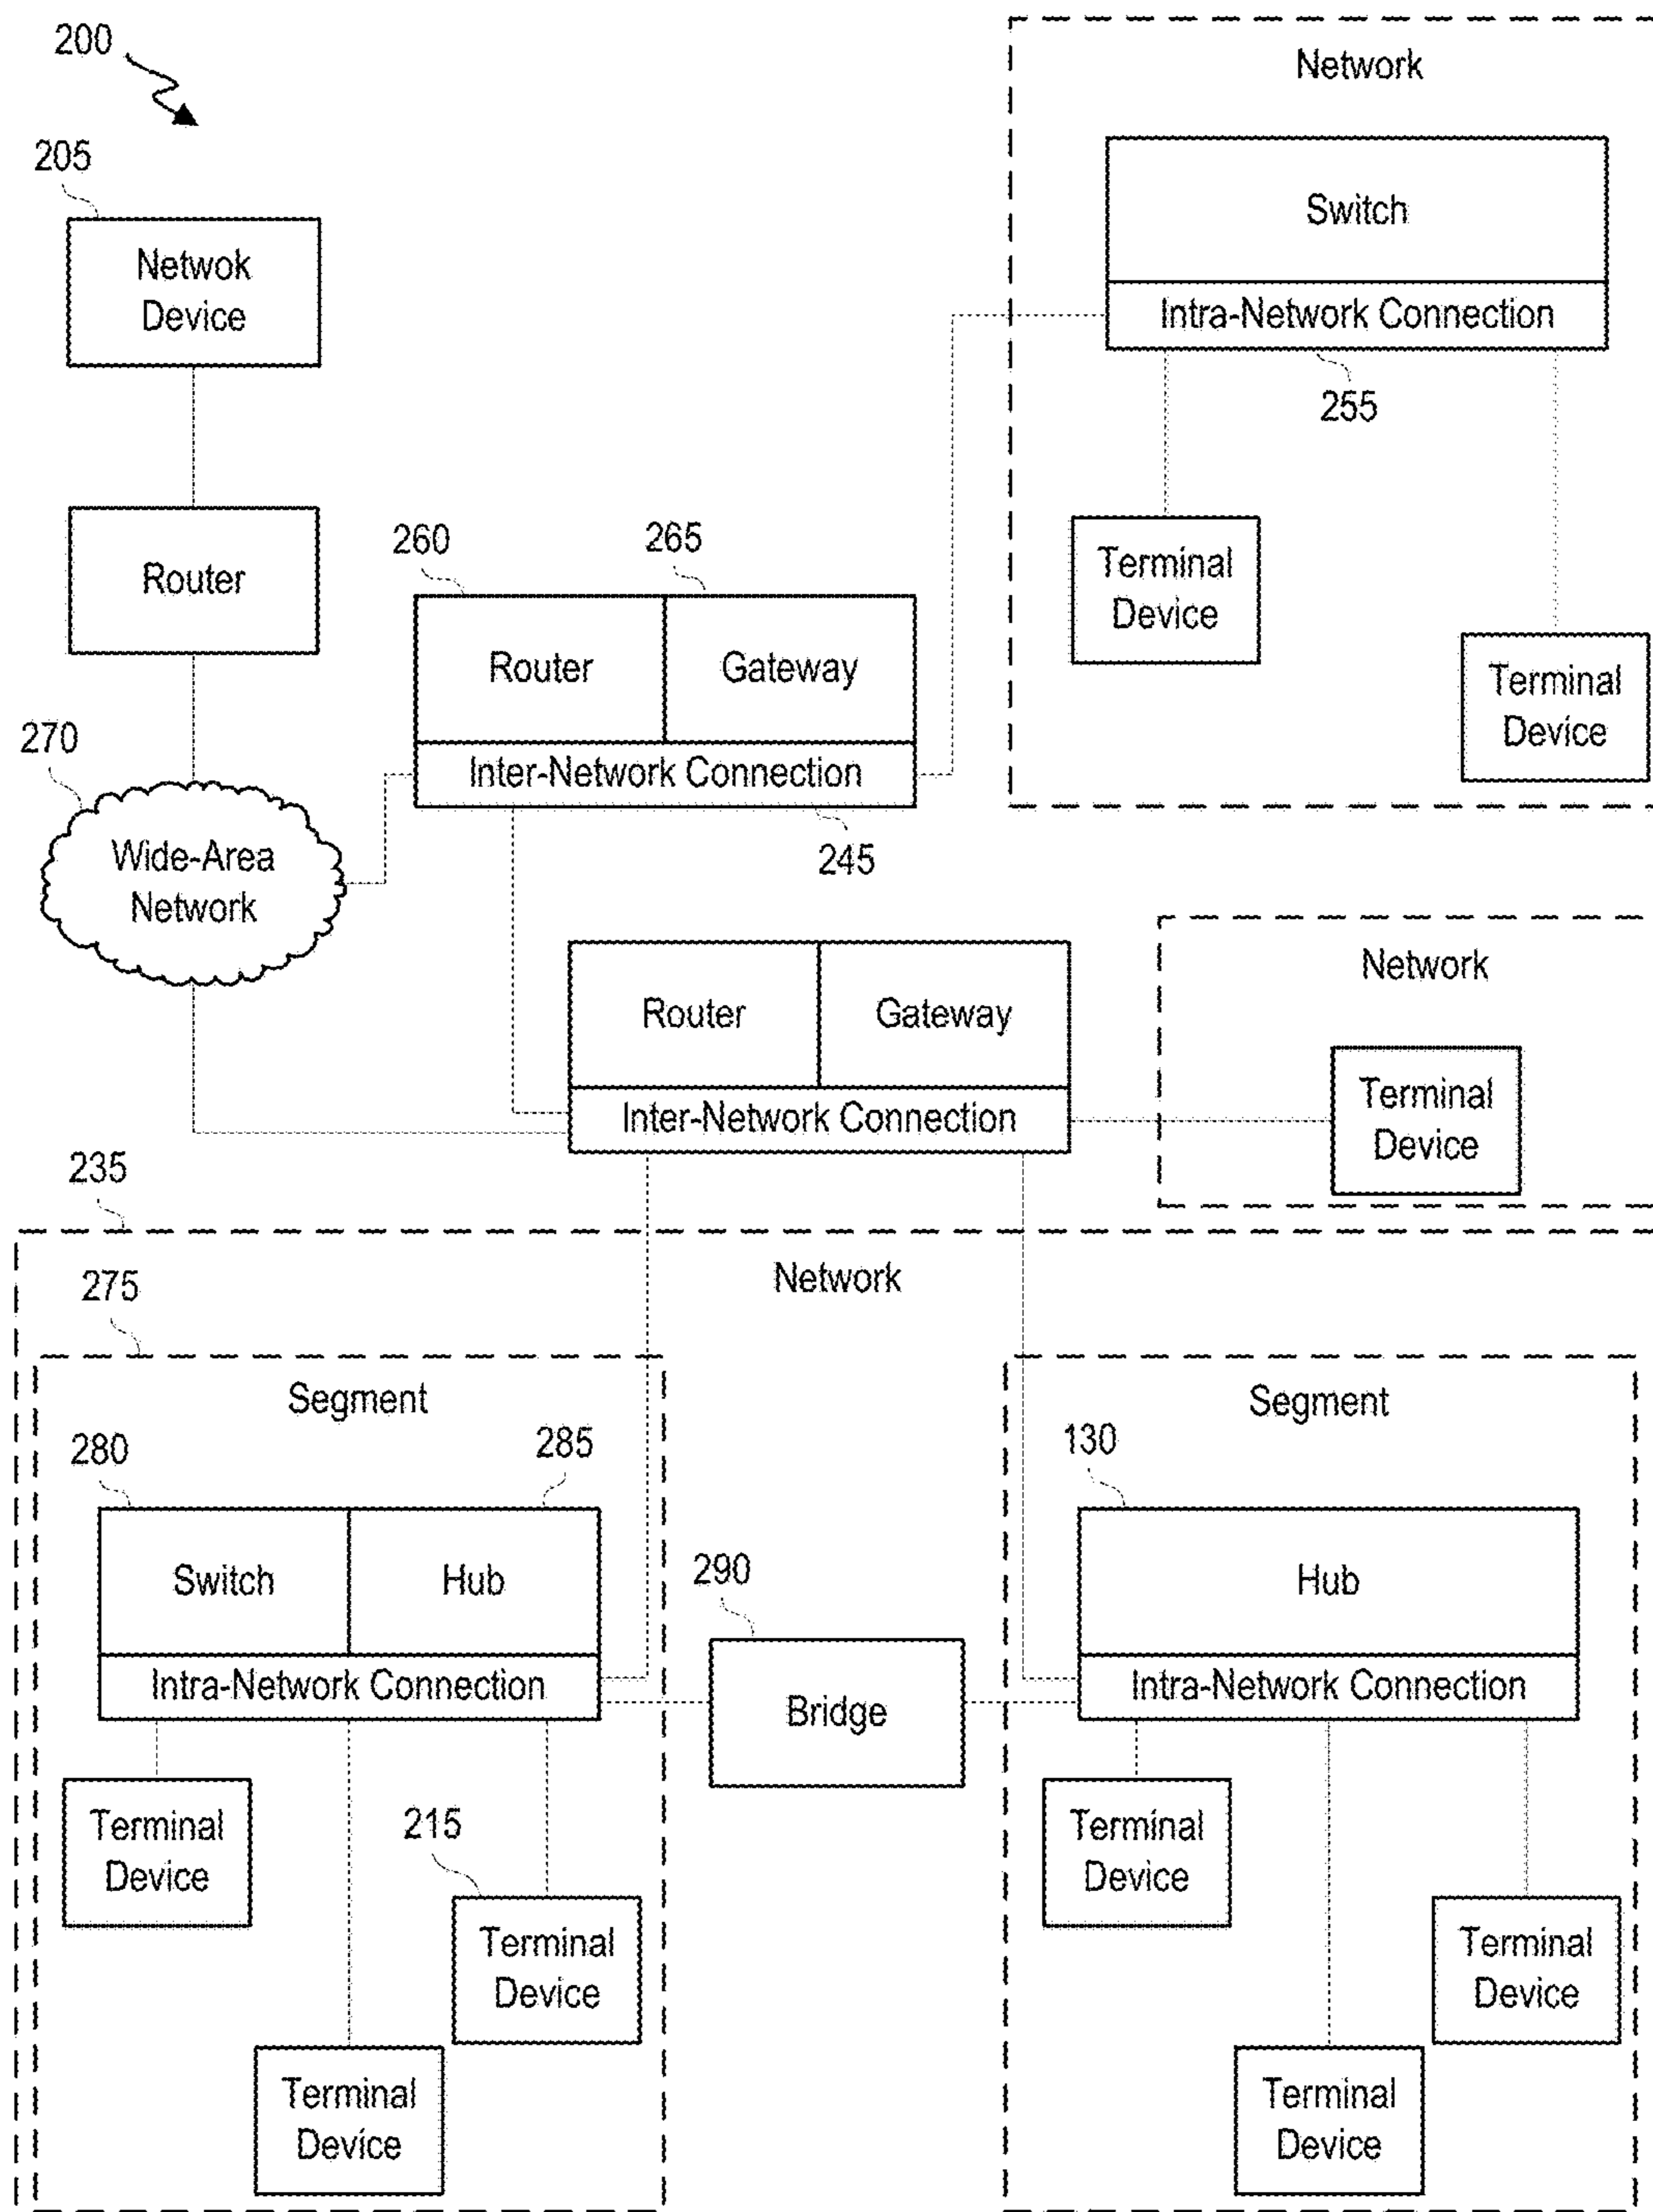 200
Network
205
Switch
Netwok
Device
Intra-Network Connection
255
Router
260
265
Terminal
Device
Router
Gateway
Terminal
Device
270
Inter-Network Connection
245
Wide-Area
Network
Network
Router
Gateway
Terminal
Device
Inter-Network Connection
235
Network
275
Segment
Segment
280
285
130
Switch
Hub
Hub
290
Intra-Network Connection
Bridge
Intra-Network Connection
Terminal
Device
215
Terminal
Device
Terminal
Device
Terminal
Device
Terminal
Device
Terminal
Device